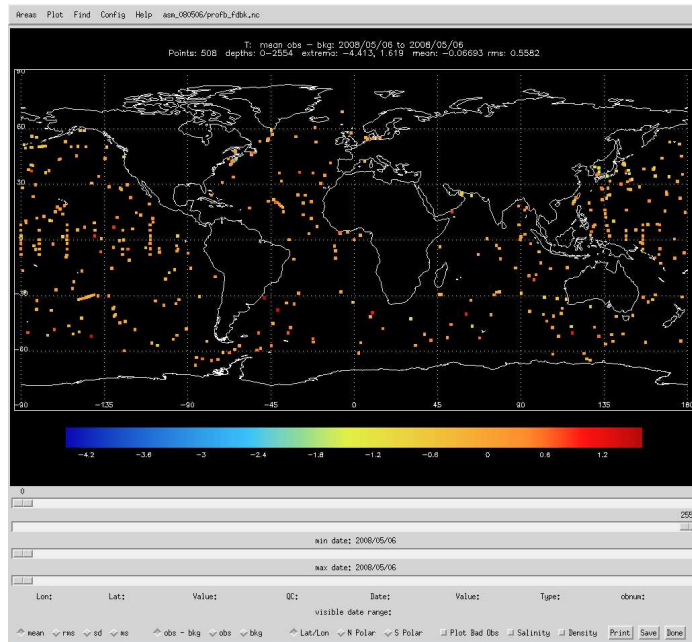 Areas Plot Find Config Help asm_080506/profb_fdbk.nc
T: mean obs - bkg: 2008/05/06 to 2008/05/06
Points: 508 depths: 0-2554 extrema: -4.413, 1.619 mean: -0.06693 rms: 0.5582
90
60
30
0
-30
-60
-90 -90 -45 0 45 90 135 180
-4.2 -3.6 -3 -2.4 -1.8 -1.2 -0.6 0 0.6 1.2
0
255
min date: 2008/05/06
max date: 2008/05/06
Lon: Lat: Value: QC: Date: Value: Type: obnum:
visible date range:
mean rms sd ms obs - bkg obs bkg Lat/Lon N Polar S Polar Plot Bad Obs Salinity Density Print Save Done